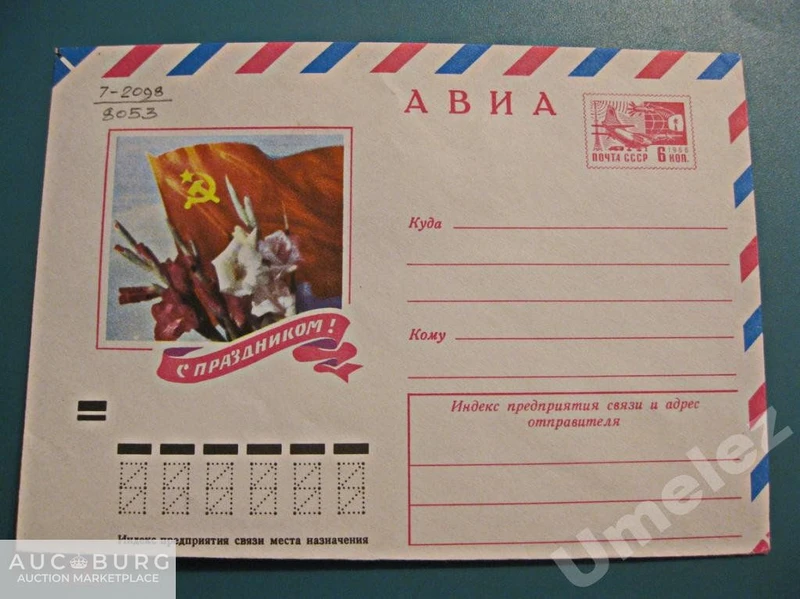 7-2098
8053
АВИА
ПОЧТА СССР 6 1966 КОП.
Куда
С ПРАЗДНИКОМ!
Кому
Индекс предприятия связи и адрес
отправителя
Индекс предприятия связи места назначения
AUCBURG
AUCTION MARKETPLACE
Umelez